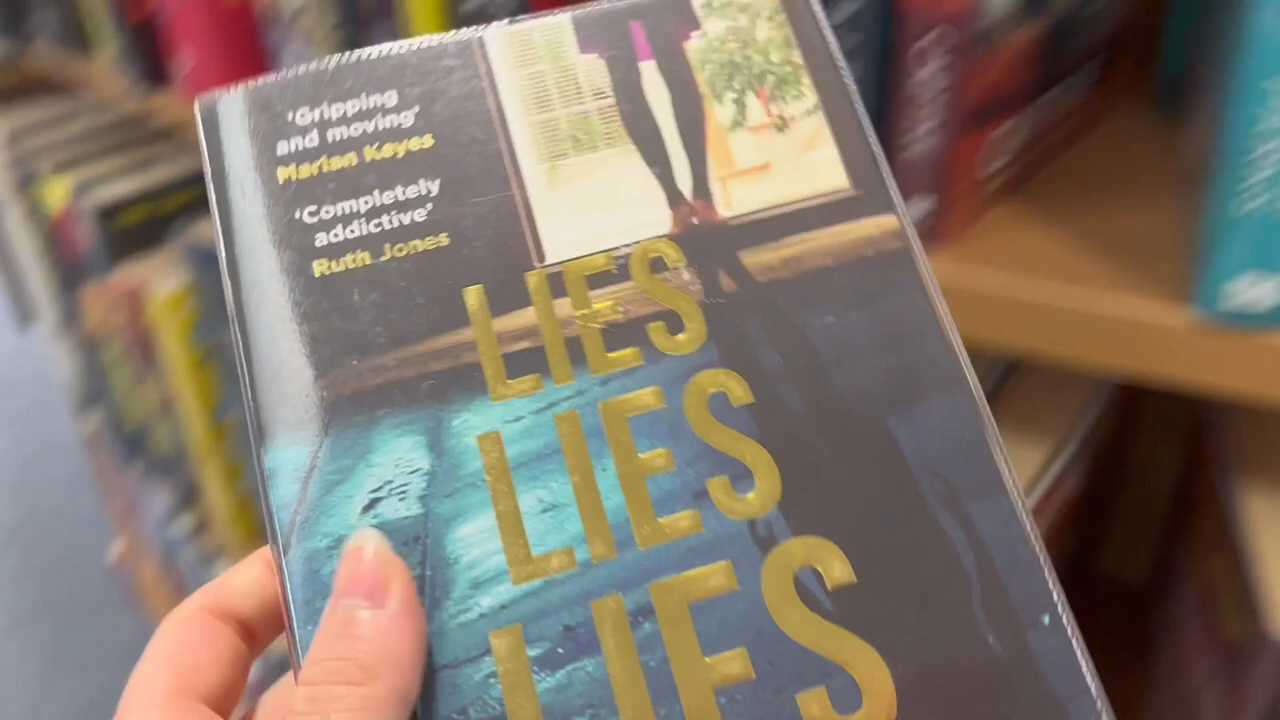 ‘Gripping
and moving’
Marian Keyes
‘Completely
addictive’
Ruth Jones
LIES
LIES
LIES